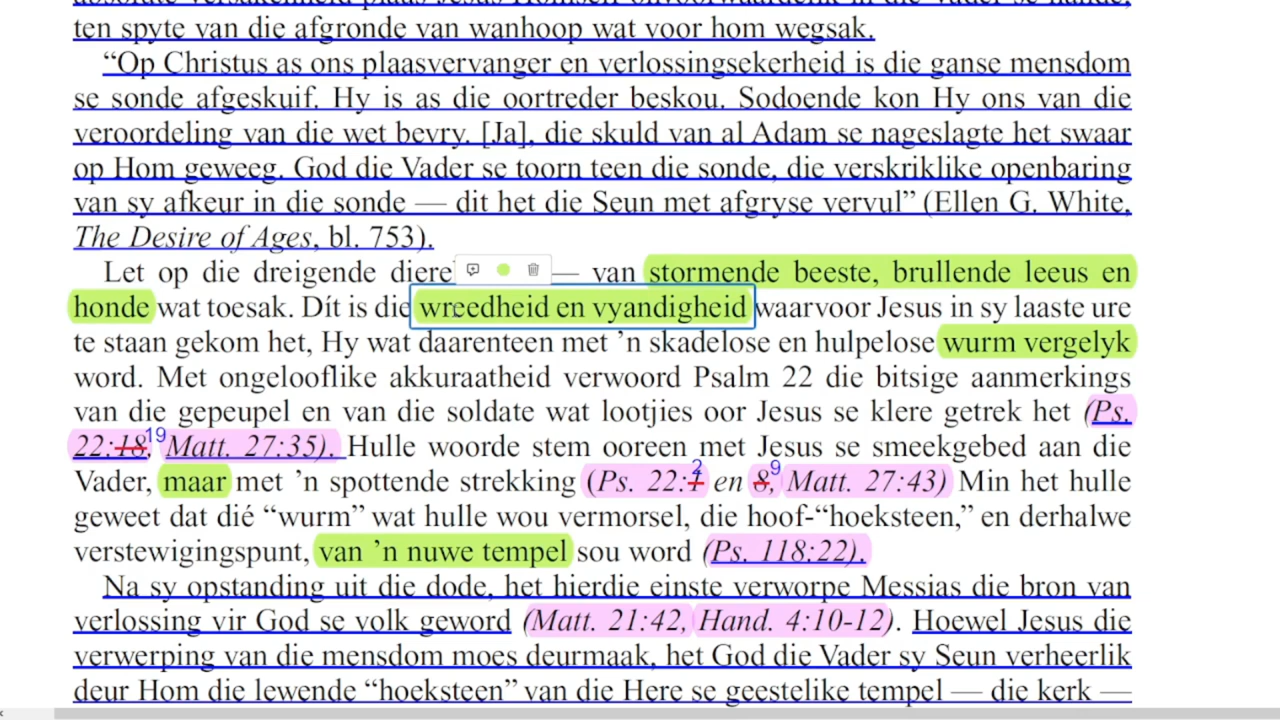 ten spyte van die afgronde van wanhoop wat voor hom wegsak.
“Op Christus as ons plaasvervanger en verlossingsekerheid is die ganse mensdom
se sonde afgeskuif. Hy is as die oortreder beskou. Sodoende kon Hy ons van die
veroordeling van die wet bevry. [Ja], die skuld van al Adam se nageslagte het swaar
op Hom geweeg. God die Vader se toorn teen die sonde, die verskriklike openbaring
van sy afkeur in die sonde — dit het die Seun met afgryse vervul” (Ellen G. White,
The Desire of Ages, bl. 753).
Let op die dreigende — van stormende beeste, brullende leeus en
honde wat toesak. Dít is die wreedheid en vyandigheid waarvoor Jesus in sy laaste ure
te staan gekom het, Hy wat daarenteen met ’n skadelose en hulpelose wurm vergelyk
word. Met ongelooflike akkuraatheid verwoord Psalm 22 die bitsige aanmerkings
van die gepeupel en van die soldate wat lootjies oor Jesus se klere getrek het (Ps.
22:18, 19 Matt. 27:35). Hulle woorde stem ooreen met Jesus se smeekgebed aan die
Vader, maar met ’n spottende strekking (Ps. 22:1 2 en 8, 9 Matt. 27:43) Min het hulle
geweet dat dié “wurm” wat hulle wou vermorsel, die hoof-“hoeksteen,” en derhalwe
verstewigingspunt, van ’n nuwe tempel sou word (Ps. 118:22).
Na sy opstanding uit die dode, het hierdie einste verworpe Messias die bron van
verlossing vir God se volk geword (Matt. 21:42, Hand. 4:10-12). Hoewel Jesus die
verwerping van die mensdom moes deurmaak, het God die Vader sy Seun verheerlik
deur Hom die lewende “hoeksteen” van die Here se geestelike tempel — die kerk —